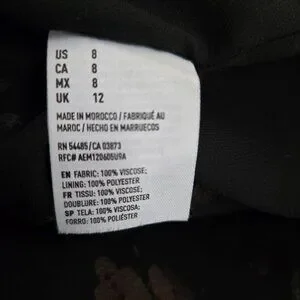 US 8
CA 8
MX 8
UK 12
MADE IN MOROCCO / FABRIQUÉ AU
MAROC / HECHO EN MARRUECOS
RN 54485/CA 03873
RFC# AEM120605U9A
EN FABRIC: 100% VISCOSE;
LINING: 100% POLYESTER
FR TISSU: 100% VISCOSE;
DOUBLURE: 100% POLYESTER
SP TELA: 100% VISCOSA;
FORRO: 100% POLIÉSTER